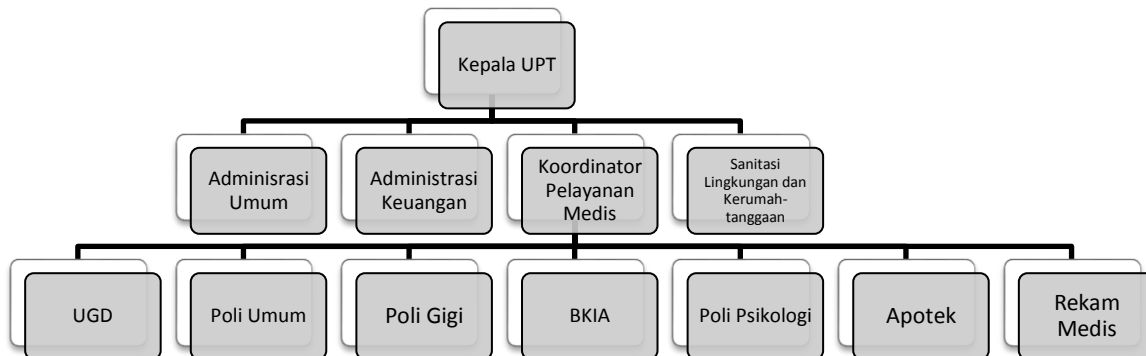 Kepala UPT
Adminisrasi
Umum
Administrasi
Keuangan
Koordinator
Pelayanan
Medis
Sanitasi
Lingkungan dan
Kerumah-
tanggaan
UGD
Poli Umum
Poli Gigi
BKIA
Poli Psikologi
Apotek
Rekam
Medis